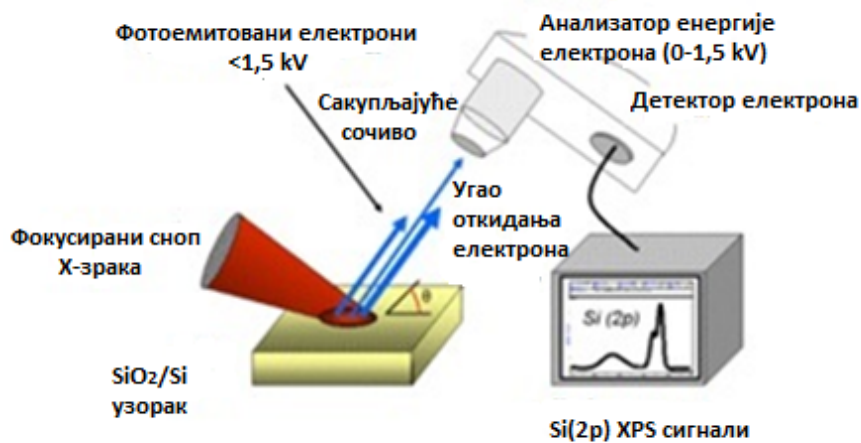 Фотоемитовани електрони
<1,5 kV
Анализатор енергије
електрона (0-1,5 kV)
Сакупљајуће
сочиво
Детектор електрона
Угао
откидања
електрона
Фокусирани сноп
Х-зрака
θ
Si (2p)
SiO₂/Si
узорак
Si(2p) XPS сигнали